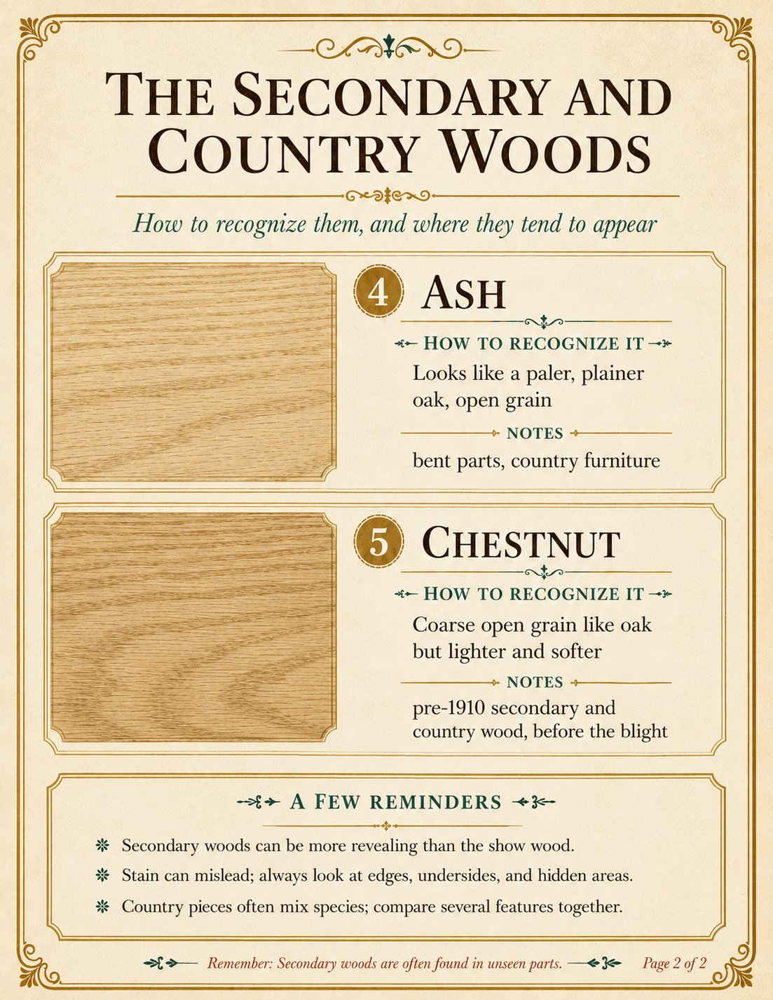 The Secondary and
Country Woods
How to recognize them, and where they tend to appear
4 Ash
How to recognize it
Looks like a paler, plainer
oak, open grain
Notes
bent parts, country furniture
5 Chestnut
How to recognize it
Coarse open grain like oak
but lighter and softer
Notes
pre-1910 secondary and
country wood, before the blight
A Few reminders
Secondary woods can be more revealing than the show wood.
Stain can mislead; always look at edges, undersides, and hidden areas.
Country pieces often mix species; compare several features together.
Remember: Secondary woods are often found in unseen parts.
Page 2 of 2